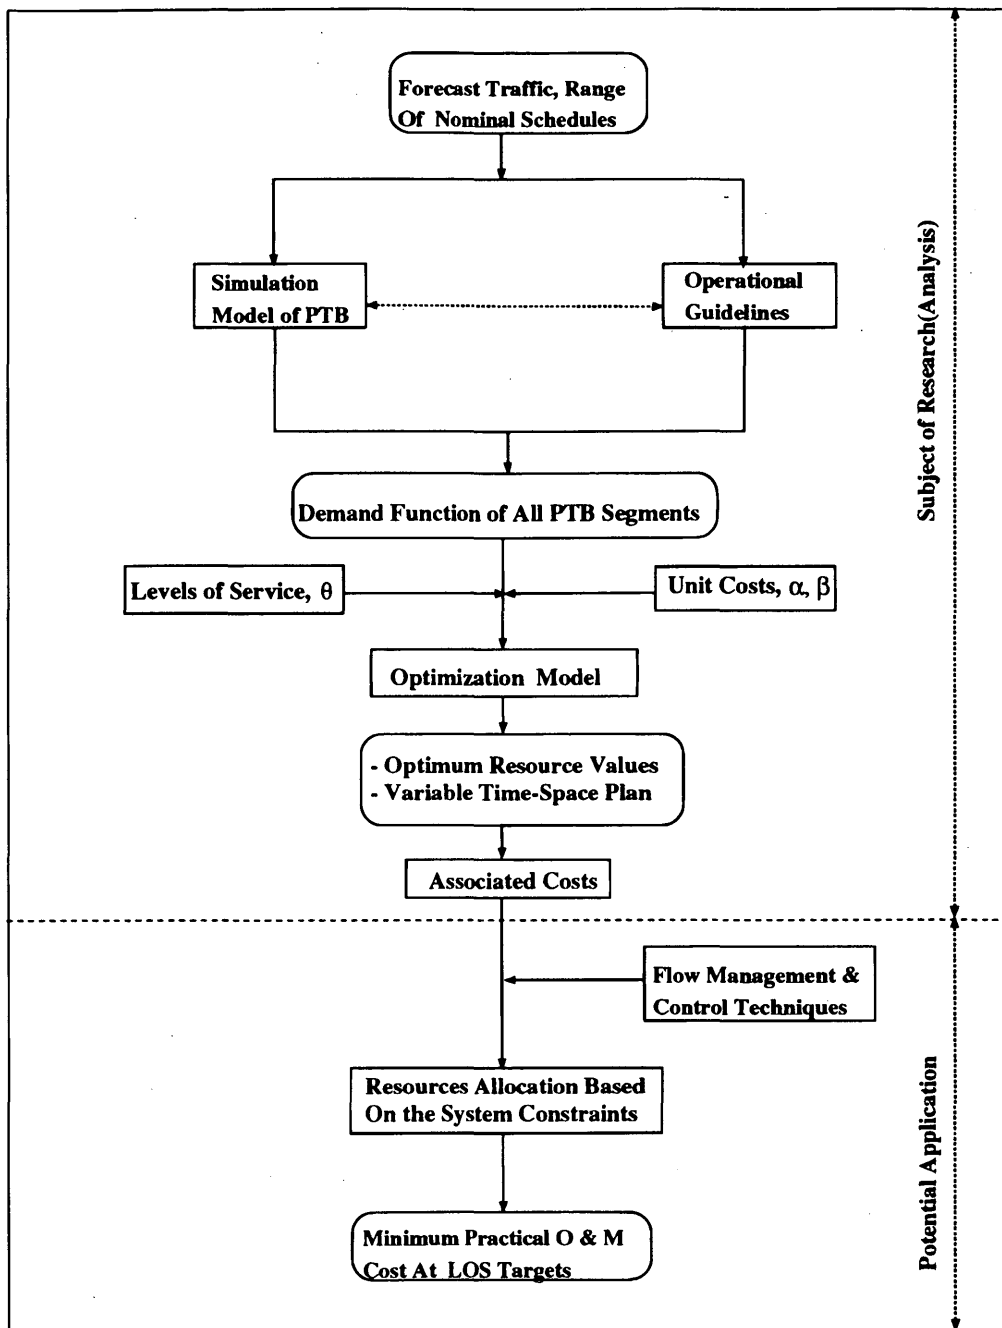 Forecast Traffic, Range
Of Nominal Schedules
Simulation
Model of PTB
Operational
Guidelines
Demand Function of All PTB Segments
Levels of Service, θ
Unit Costs, α, β
Optimization Model
- Optimum Resource Values
- Variable Time-Space Plan
Associated Costs
Subject of Research(Analysis)
Flow Management &
Control Techniques
Resources Allocation Based
On the System Constraints
Minimum Practical O & M
Cost At LOS Targets
Potential Application